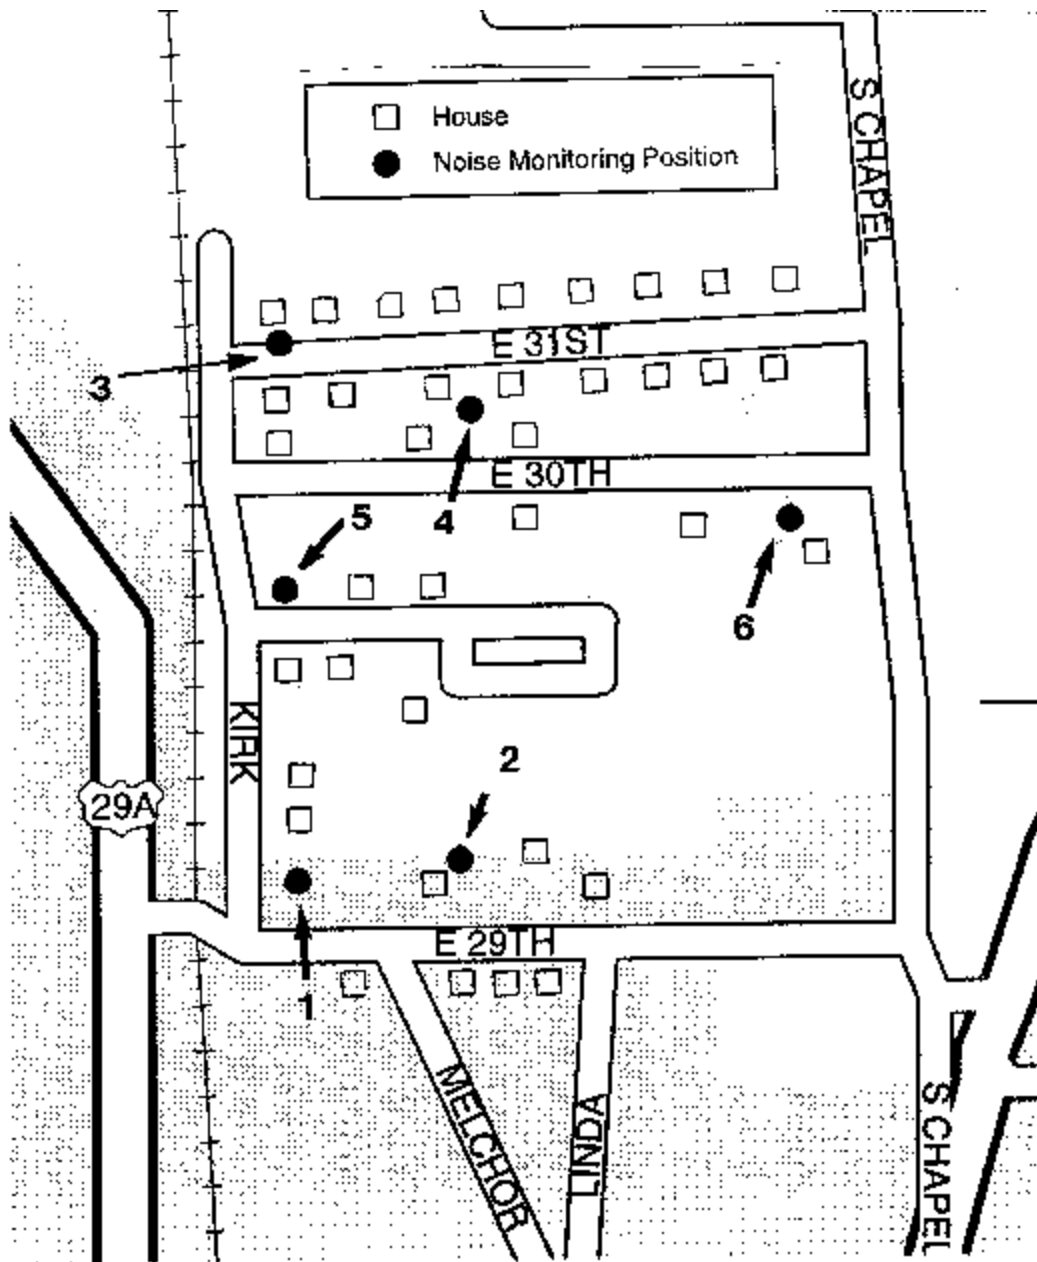 House
Noise Monitoring Position
S CHAPEL
E 31ST
3
E 30TH
5
4
6
KIRK
2
29A
E 29TH
1
MELCHOR
LINDA
S CHAPEL